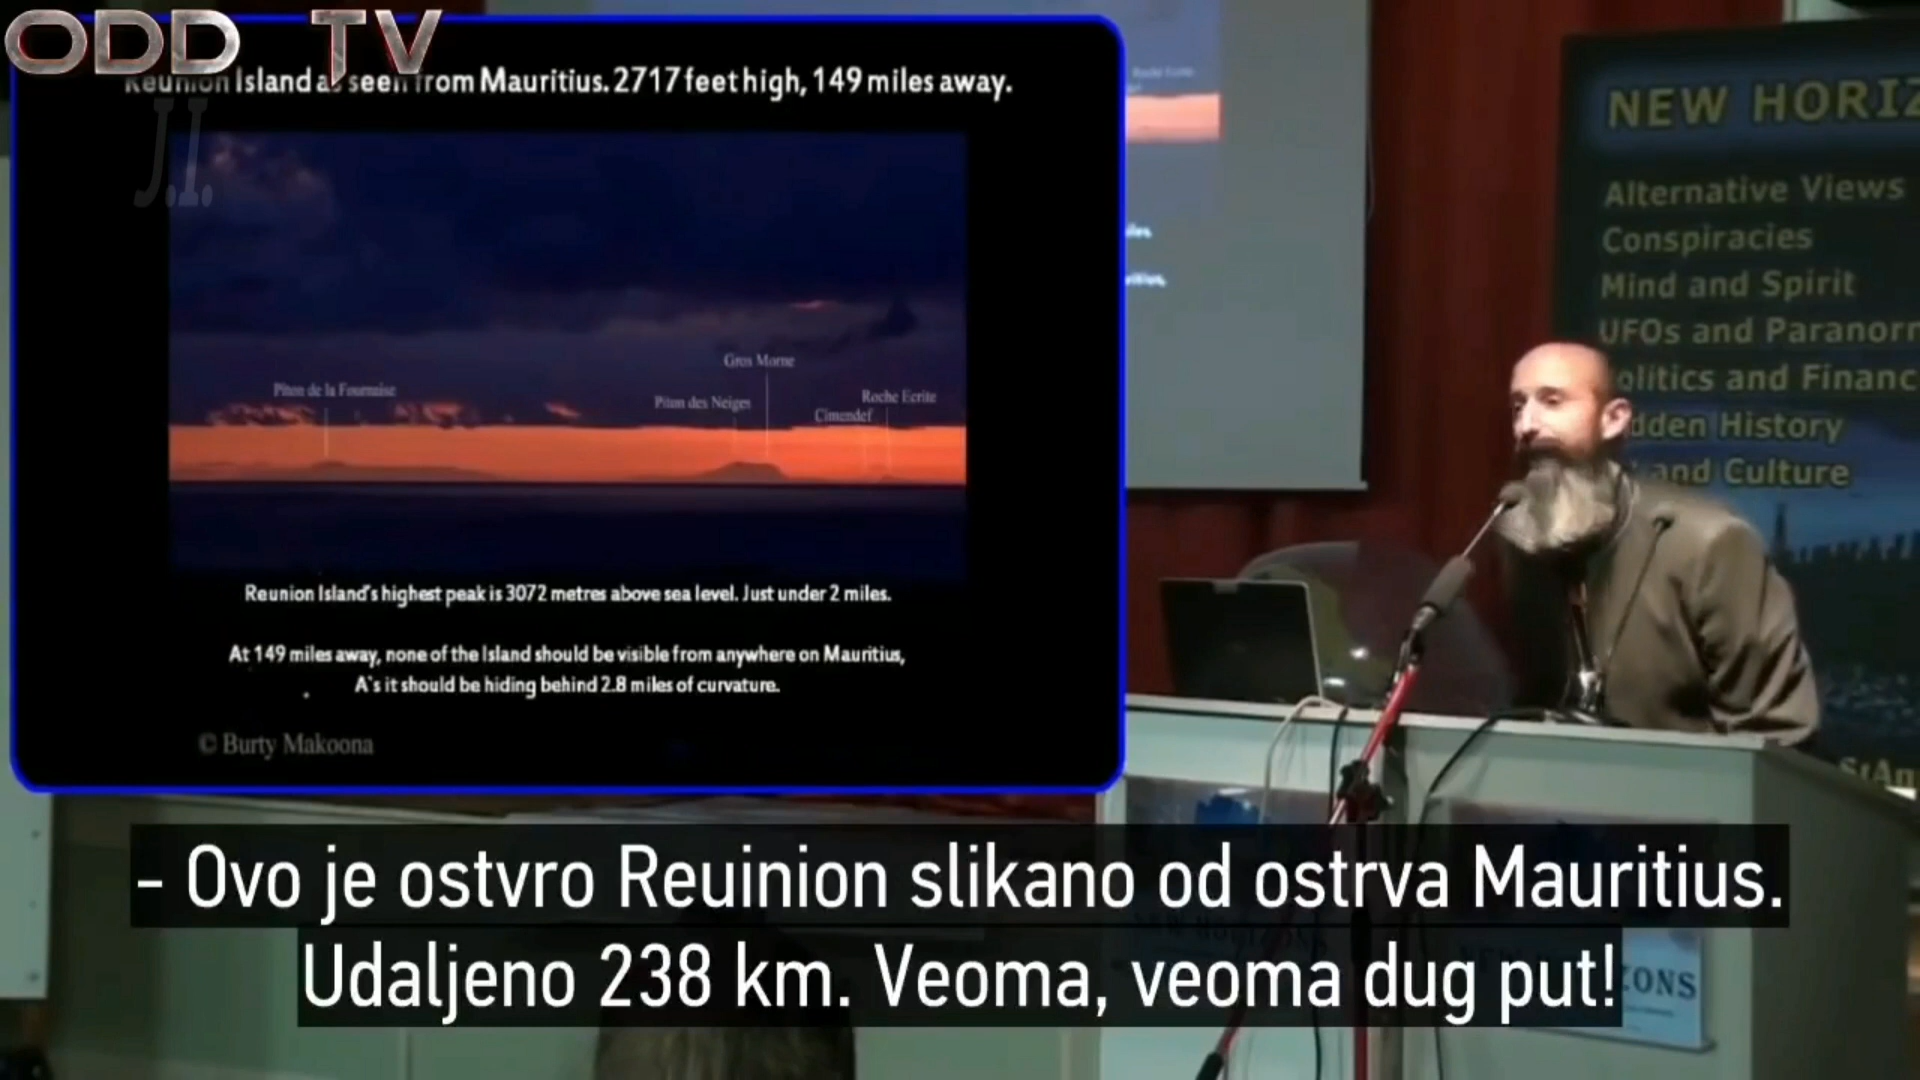 ODD TV
J.I.
Reunion Island as seen from Mauritius. 2717 feet high, 149 miles away.
Gros Morne
Piton de la Fournaise
Piton des Neiges
Roche Ecrite
Cimendef
Reunion Island's highest peak is 3072 metres above sea level. Just under 2 miles.
At 149 miles away, none of the Island should be visible from anywhere on Mauritius,
A's it should be hiding behind 2.8 miles of curvature.
© Burty Makoona
NEW HORIZ
Alternative Views
Conspiracies
Mind and Spirit
UFOs and Paranorm
olitics and Financ
dden History
and Culture
StAn
ZONS
- Ovo je ostvro Reuinion slikano od ostrva Mauritius.
Udaljeno 238 km. Veoma, veoma dug put!